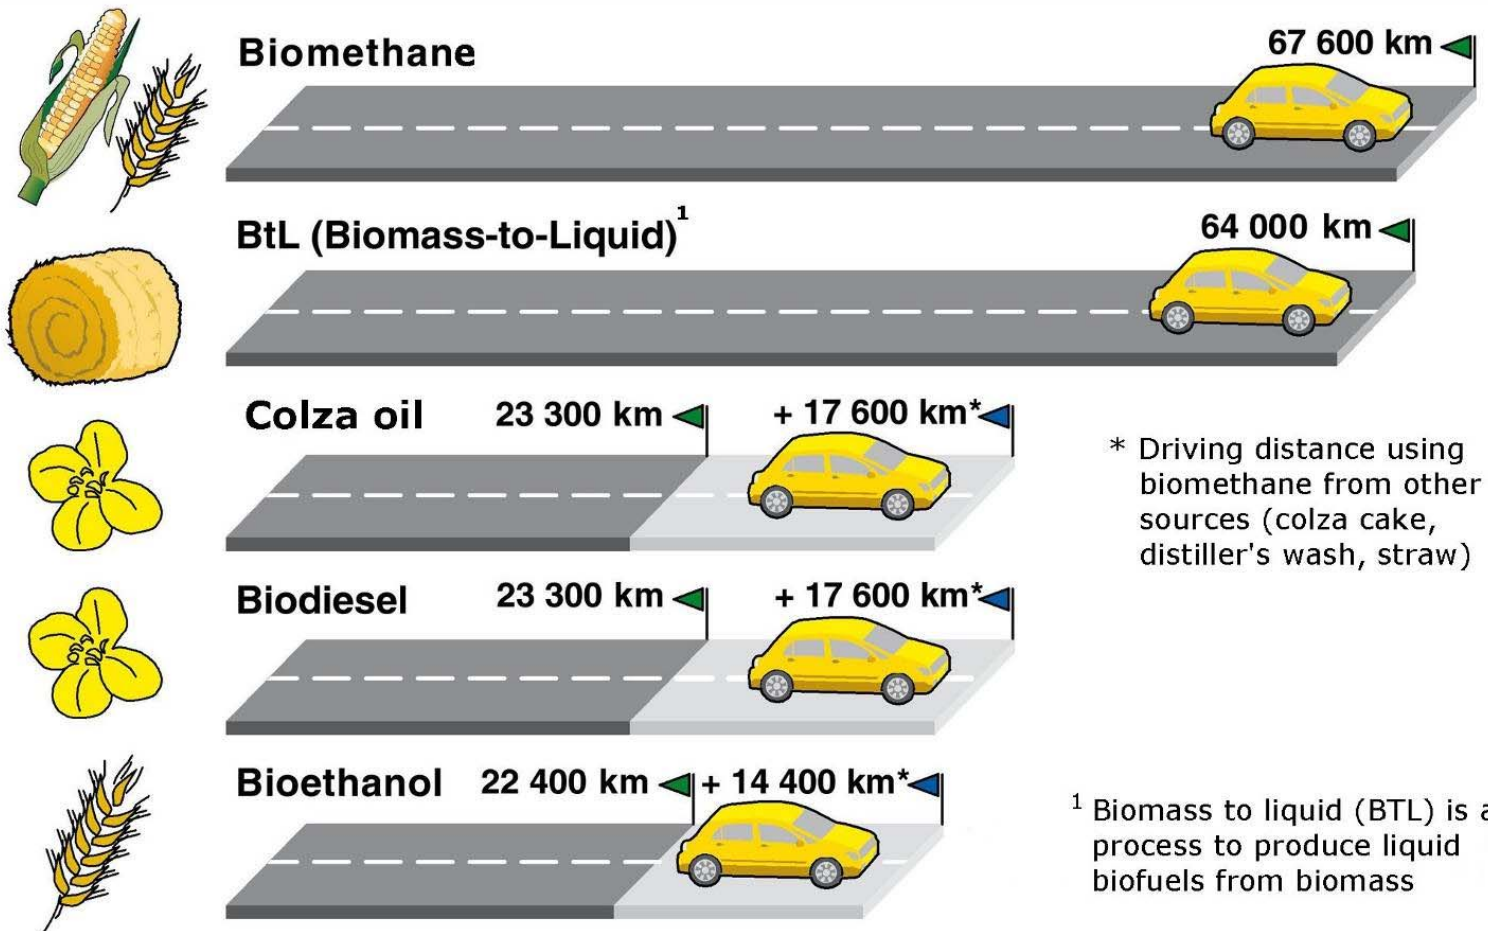 Biomethane
67 600 km
BtL (Biomass-to-Liquid)¹
64 000 km
Colza oil
23 300 km
+ 17 600 km*
* Driving distance using
biomethane from other
sources (colza cake,
distiller's wash, straw)
Biodiesel
23 300 km
+ 17 600 km*
Bioethanol
22 400 km
+ 14 400 km*
¹ Biomass to liquid (BTL) is a
process to produce liquid
biofuels from biomass